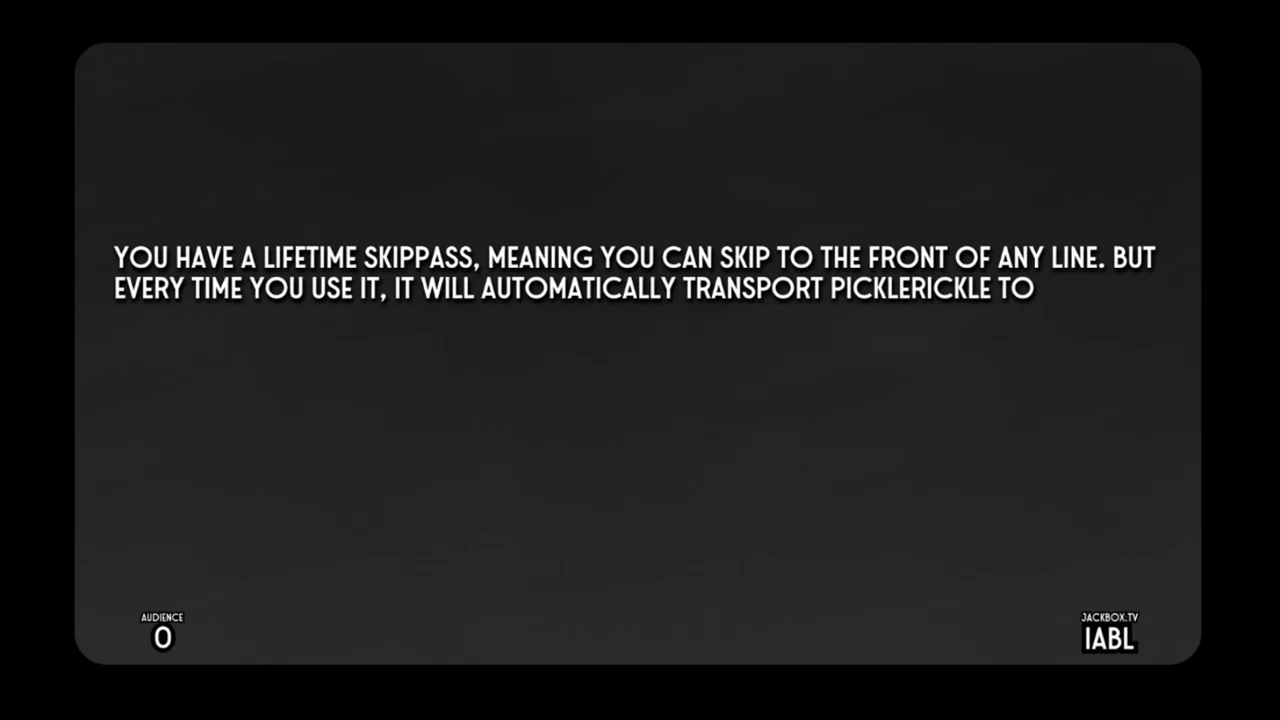 YOU HAVE A LIFETIME SKIPPASS, MEANING YOU CAN SKIP TO THE FRONT OF ANY LINE. BUT
EVERY TIME YOU USE IT, IT WILL AUTOMATICALLY TRANSPORT PICKLERICKLE TO
AUDIENCE
0
JACKBOX.TV
IABL